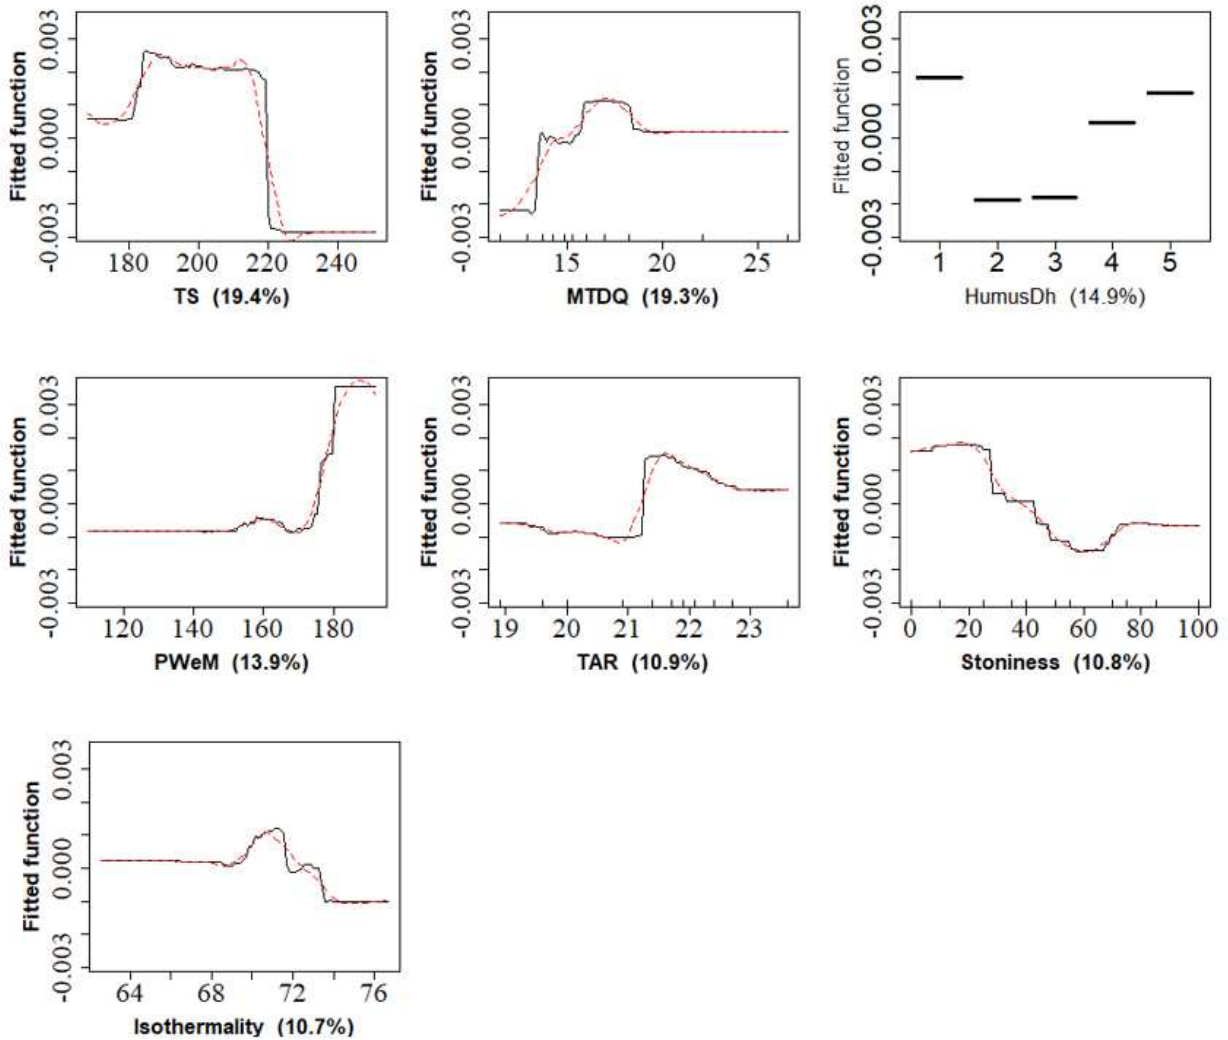 Fitted function
-0.003 0.000 0.003
180 200 220 240
TS (19.4%)
Fitted function
-0.003 0.000 0.003
15 20 25
MTDQ (19.3%)
Fitted function
-0.003 0.000 0.003
1 2 3 4 5
HumusDh (14.9%)
Fitted function
-0.003 0.000 0.003
120 140 160 180
PWeM (13.9%)
Fitted function
-0.003 0.000 0.003
19 20 21 22 23
TAR (10.9%)
Fitted function
-0.003 0.000 0.003
0 20 40 60 80 100
Stoniness (10.8%)
Fitted function
-0.003 0.000 0.003
64 68 72 76
Isothermality (10.7%)